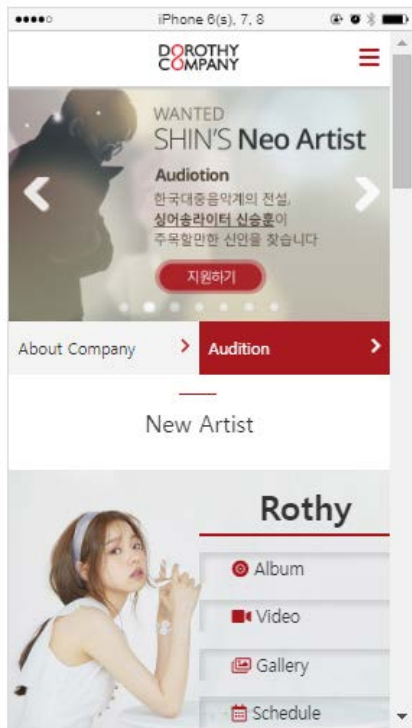 iPhone 6(s), 7, 8
DOROTHY
COMPANY
WANTED
SHIN'S Neo Artist
Audiotion
한국대중음악계의 전설,
싱어송라이터 신승훈이
주목할만한 신인을 찾습니다
지원하기
About Company
Audition
New Artist
Rothy
Album
Video
Gallery
Schedule